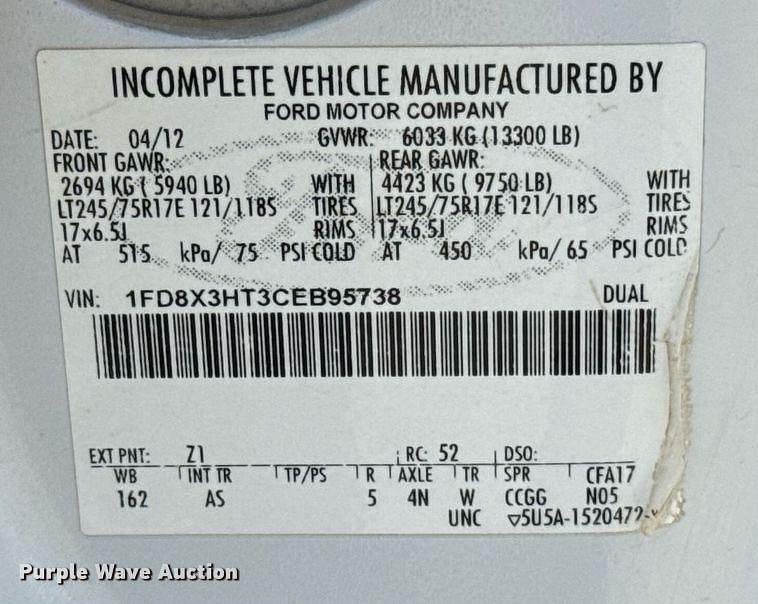 INCOMPLETE VEHICLE MANUFACTURED BY
FORD MOTOR COMPANY
DATE: 04/12 GVWR: 6033 KG (13300 LB)
FRONT GAWR: REAR GAWR:
2694 KG ( 5940 LB) WITH 4423 KG ( 9750 LB) WITH
LT245/75R17E 121/118S TIRES LT245/75R17E 121/118S TIRES
17x6.5J RIMS 17x6.5J RIMS
AT 515 kPa/ 75 PSI COLD AT 450 kPa/ 65 PSI COLD
VIN: 1FD8X3HT3CEB95738 DUAL
EXT PNT: Z1 RC: 52 DSO:
WB INT TR TP/PS R AXLE TR SPR CFA17
162 AS 5 4N W CCGG N05
UNC ▽5U5A-1520472-
Purple Wave Auction